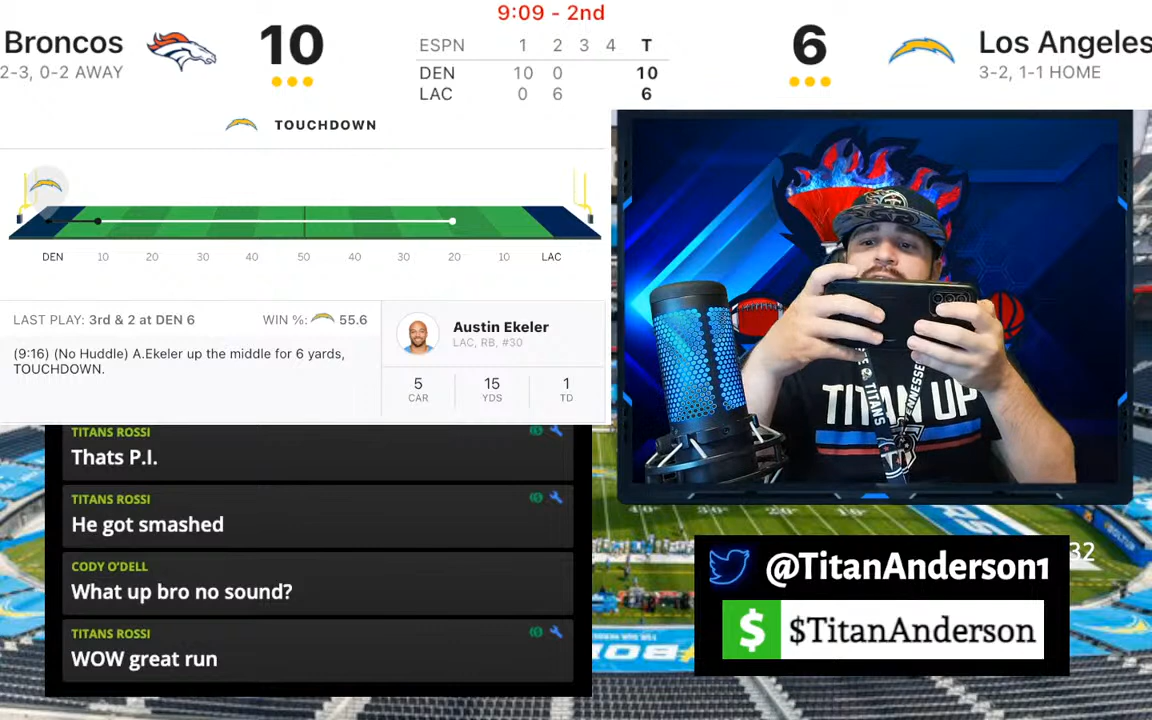 9:09 - 2nd
Broncos
10
2-3, 0-2 AWAY
ESPN 1 2 3 4 T
DEN 10 0 10
LAC 0 6 6
6
Los Angeles
3-2, 1-1 HOME
TOUCHDOWN
DEN 10 20 30 40 50 40 30 20 10 LAC
LAST PLAY: 3rd & 2 at DEN 6
WIN %: 55.6
(9:16) (No Huddle) A.Ekeler up the middle for 6 yards,
TOUCHDOWN.
Austin Ekeler
LAC, RB, #30
5 15 1
CAR YDS TD
TITANS ROSSI
Thats P.I.
TITANS ROSSI
He got smashed
CODY O'DELL
What up bro no sound?
TITANS ROSSI
WOW great run
TITAN UP
TITANS
32
@TitanAnderson1
$ $TitanAnderson